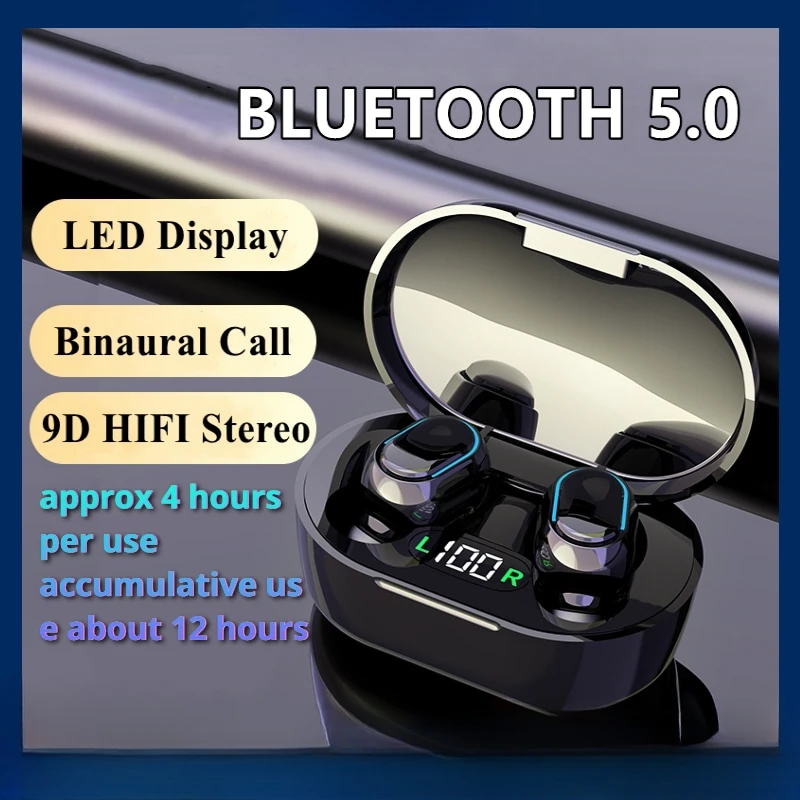 BLUETOOTH 5.0
LED Display
Binaural Call
9D HIFI Stereo
approx 4 hours
per use
accumulative us
e about 12 hours
L 100 R